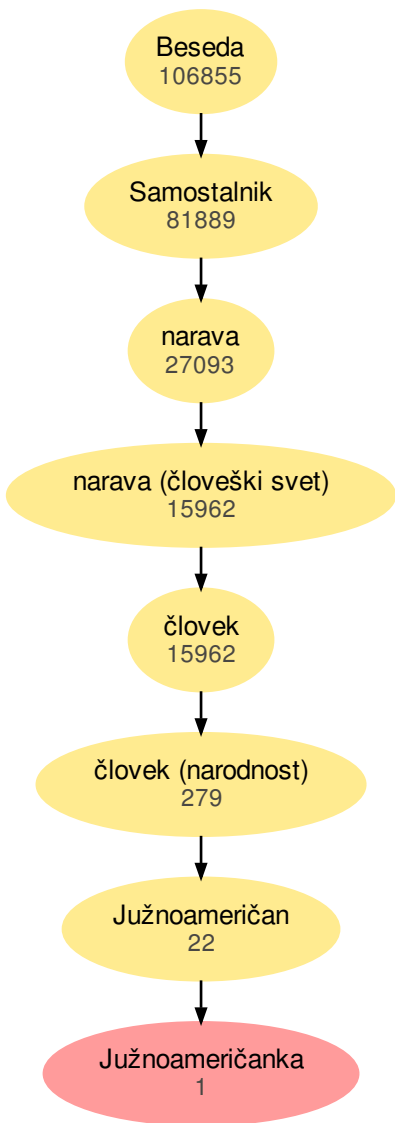 Beseda
106855
Samostalnik
81889
narava
27093
narava (človeški svet)
15962
človek
15962
človek (narodnost)
279
Južnoameričan
22
Južnoameričanka
1